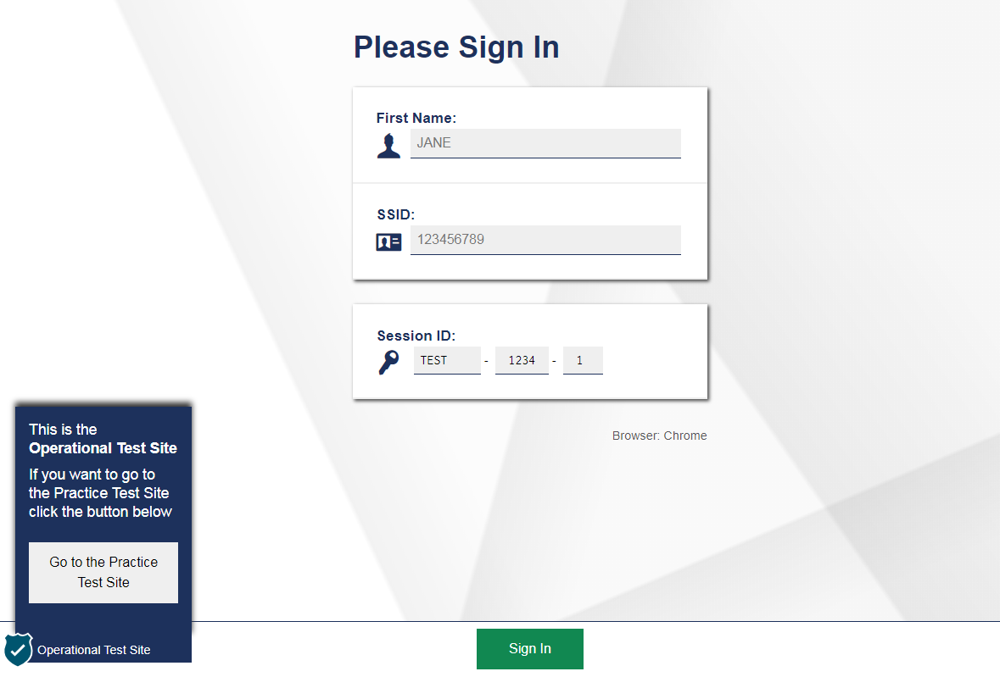 Please Sign In
First Name:
JANE
SSID:
123456789
Session ID:
TEST - 1234 - 1
Browser: Chrome
This is the
Operational Test Site
If you want to go to
the Practice Test Site
click the button below
Go to the Practice
Test Site
Operational Test Site
Sign In